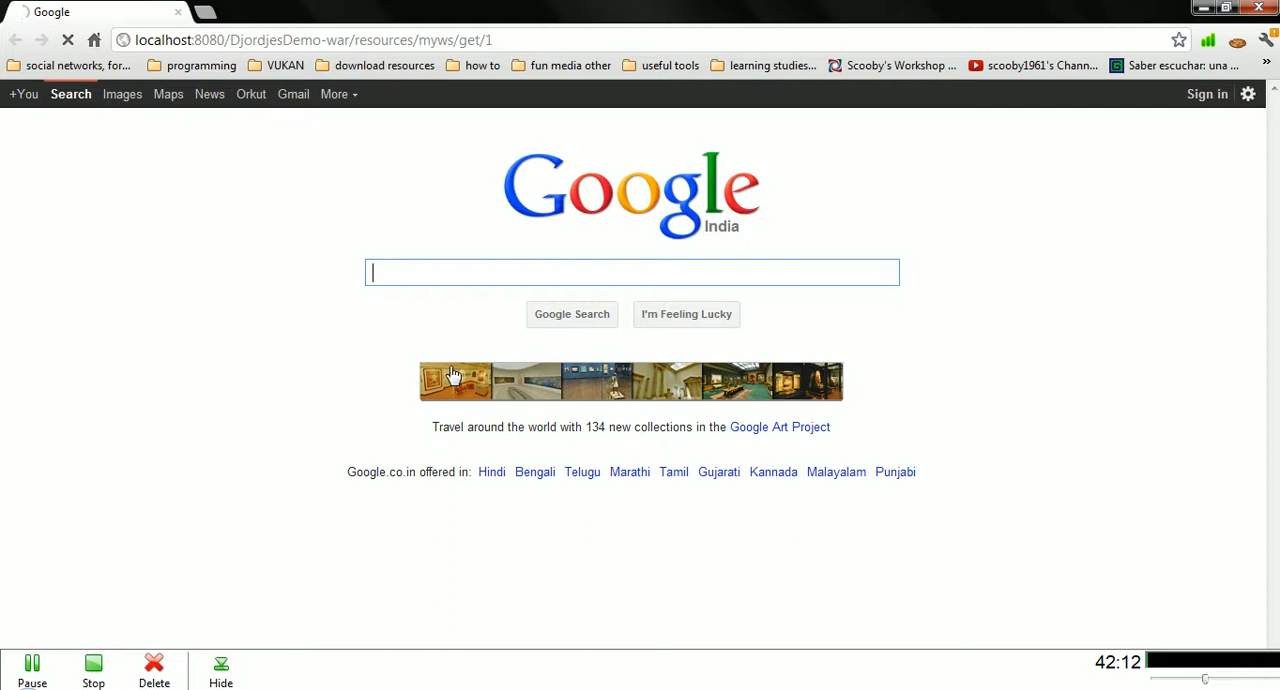 Google
localhost:8080/DjordjesDemo-war/resources/myws/get/1
social networks, for... programming VUKAN download resources how to fun media other useful tools learning studies... Scooby's Workshop ... scooby1961's Chann... Saber escuchar: una ... »
+You Search Images Maps News Orkut Gmail More Sign in
Google
India
Google Search I'm Feeling Lucky
Travel around the world with 134 new collections in the Google Art Project
Google.co.in offered in: Hindi Bengali Telugu Marathi Tamil Gujarati Kannada Malayalam Punjabi
42:12
Pause Stop Delete Hide